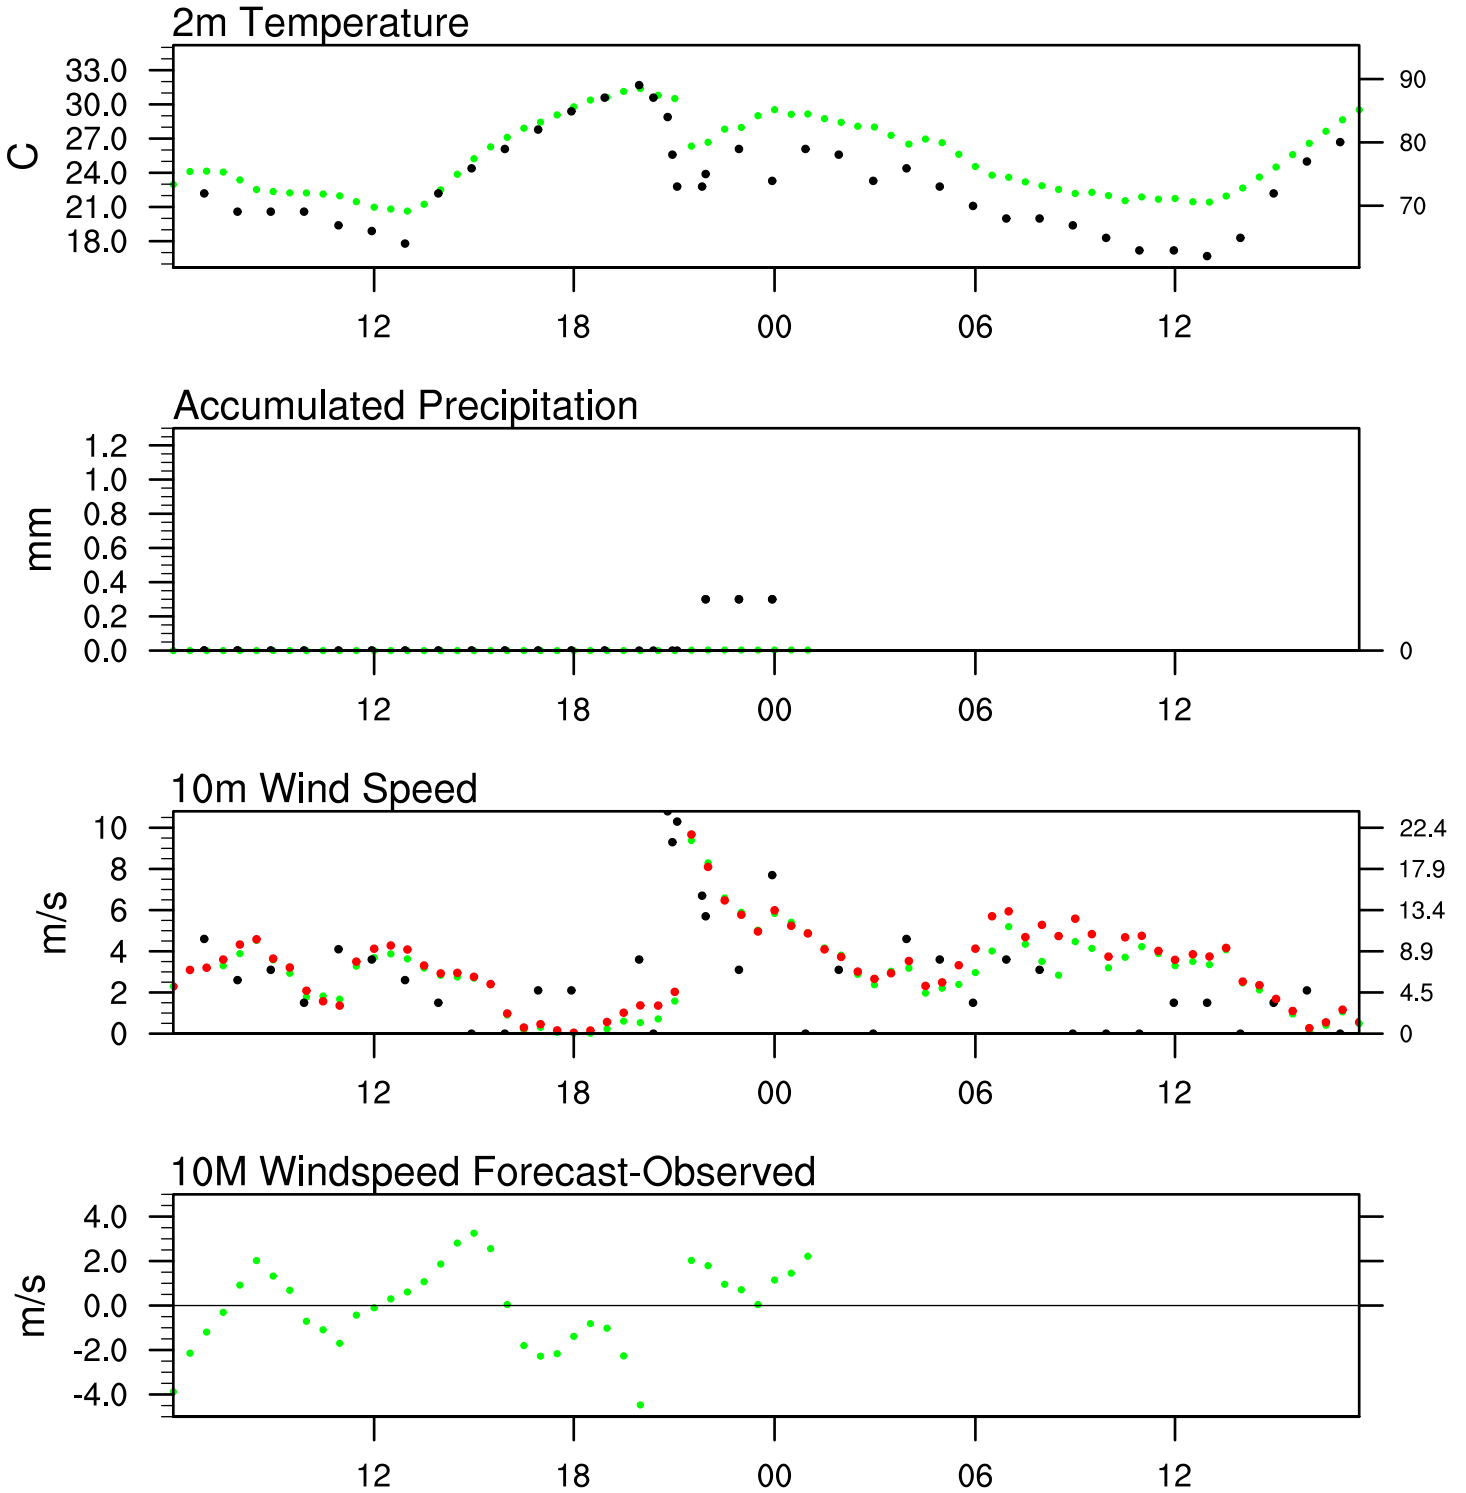 2m Temperature
33.0
30.0
27.0
24.0
21.0
18.0
C
90
80
70
12 18 00 06 12
Accumulated Precipitation
1.2
1.0
0.8
0.6
0.4
0.2
0.0
mm
0
12 18 00 06 12
10m Wind Speed
10
8
6
4
2
0
m/s
22.4
17.9
13.4
8.9
4.5
0
12 18 00 06 12
10M Windspeed Forecast-Observed
4.0
2.0
0.0
-2.0
-4.0
m/s
12 18 00 06 12